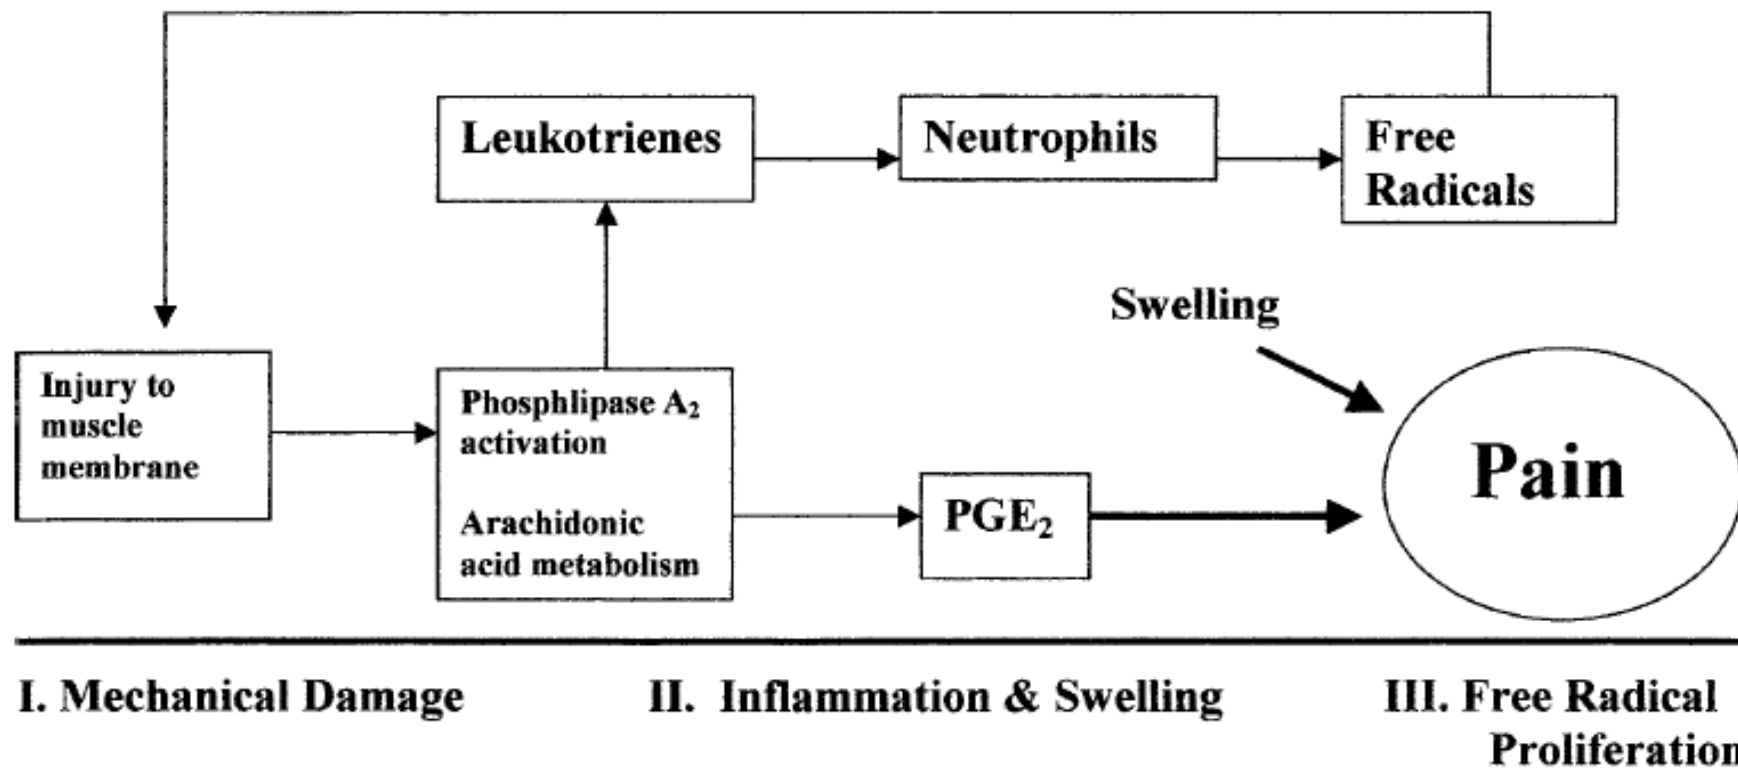 Leukotrienes
Neutrophils
Free
Radicals
Swelling
Injury to
muscle
membrane
Phosphlipase A₂
activation
Arachidonic
acid metabolism
PGE₂
Pain
I. Mechanical Damage
II. Inflammation & Swelling
III. Free Radical
Proliferation